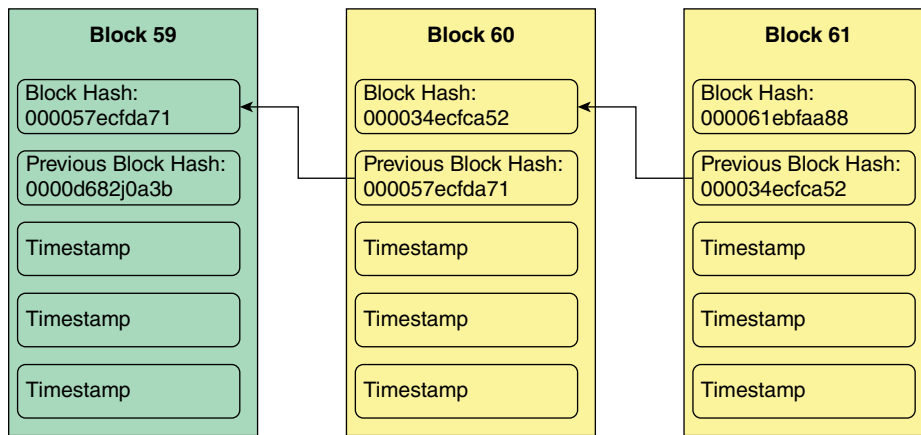 Block 59
Block Hash:
000057ecfda71
Previous Block Hash:
0000d682j0a3b
Timestamp
Timestamp
Timestamp
Block 60
Block Hash:
000034ecfca52
Previous Block Hash:
000057ecfda71
Timestamp
Timestamp
Timestamp
Block 61
Block Hash:
000061ebfaa88
Previous Block Hash:
000034ecfca52
Timestamp
Timestamp
Timestamp